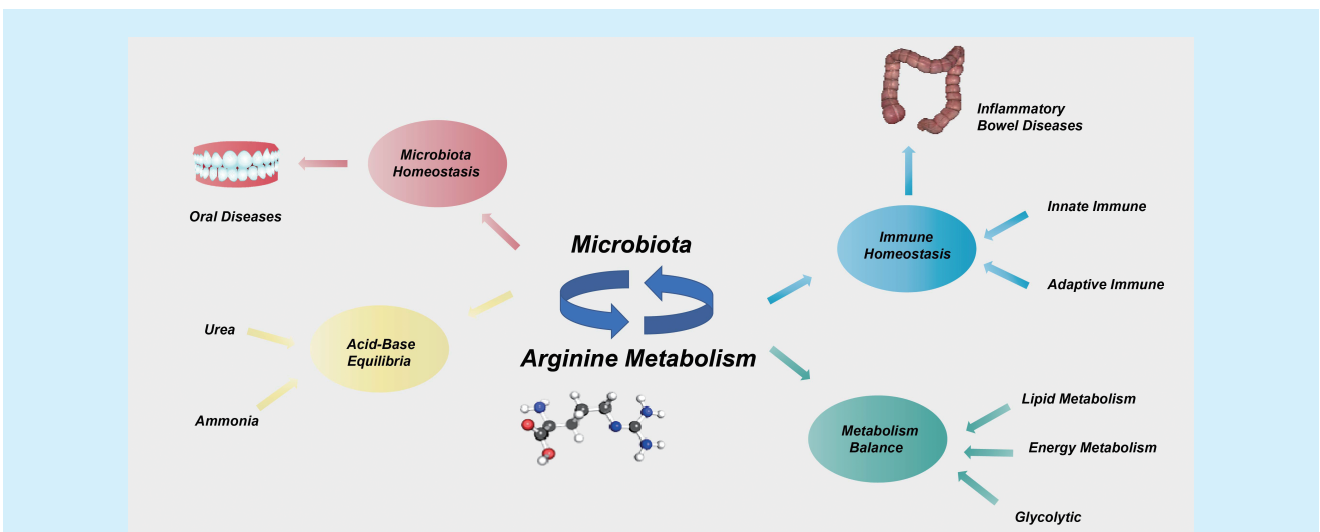 Inflammatory
Bowel Diseases
Microbiota
Homeostasis
Oral Diseases
Innate Immune
Immune
Homeostasis
Adaptive Immune
Microbiota
Arginine Metabolism
Urea
Acid-Base
Equilibria
Ammonia
Lipid Metabolism
Metabolism
Balance
Energy Metabolism
Glycolytic